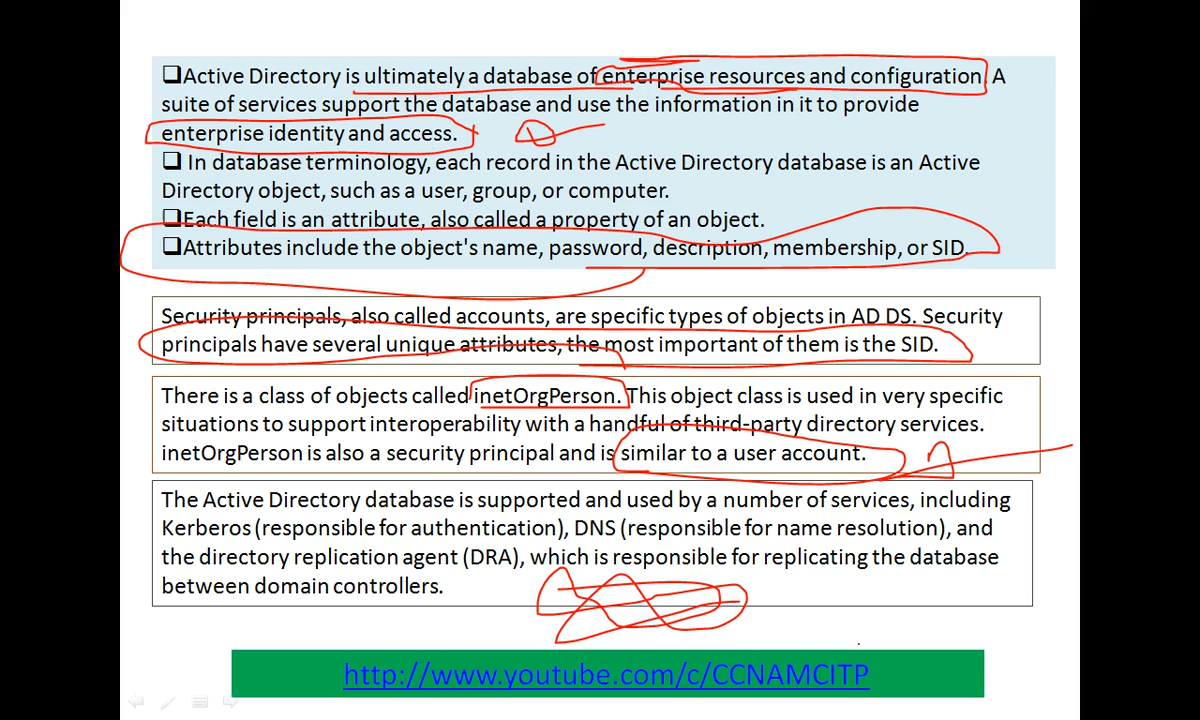 ❑Active Directory is ultimately a database of enterprise resources and configuration. A
suite of services support the database and use the information in it to provide
enterprise identity and access.
❑ In database terminology, each record in the Active Directory database is an Active
Directory object, such as a user, group, or computer.
❑Each field is an attribute, also called a property of an object.
❑Attributes include the object's name, password, description, membership, or SID.
Security principals, also called accounts, are specific types of objects in AD DS. Security
principals have several unique attributes, the most important of them is the SID.
There is a class of objects called inetOrgPerson. This object class is used in very specific
situations to support interoperability with a handful of third-party directory services.
inetOrgPerson is also a security principal and is similar to a user account.
The Active Directory database is supported and used by a number of services, including
Kerberos (responsible for authentication), DNS (responsible for name resolution), and
the directory replication agent (DRA), which is responsible for replicating the database
between domain controllers.
http://www.youtube.com/c/CCNAMCITP